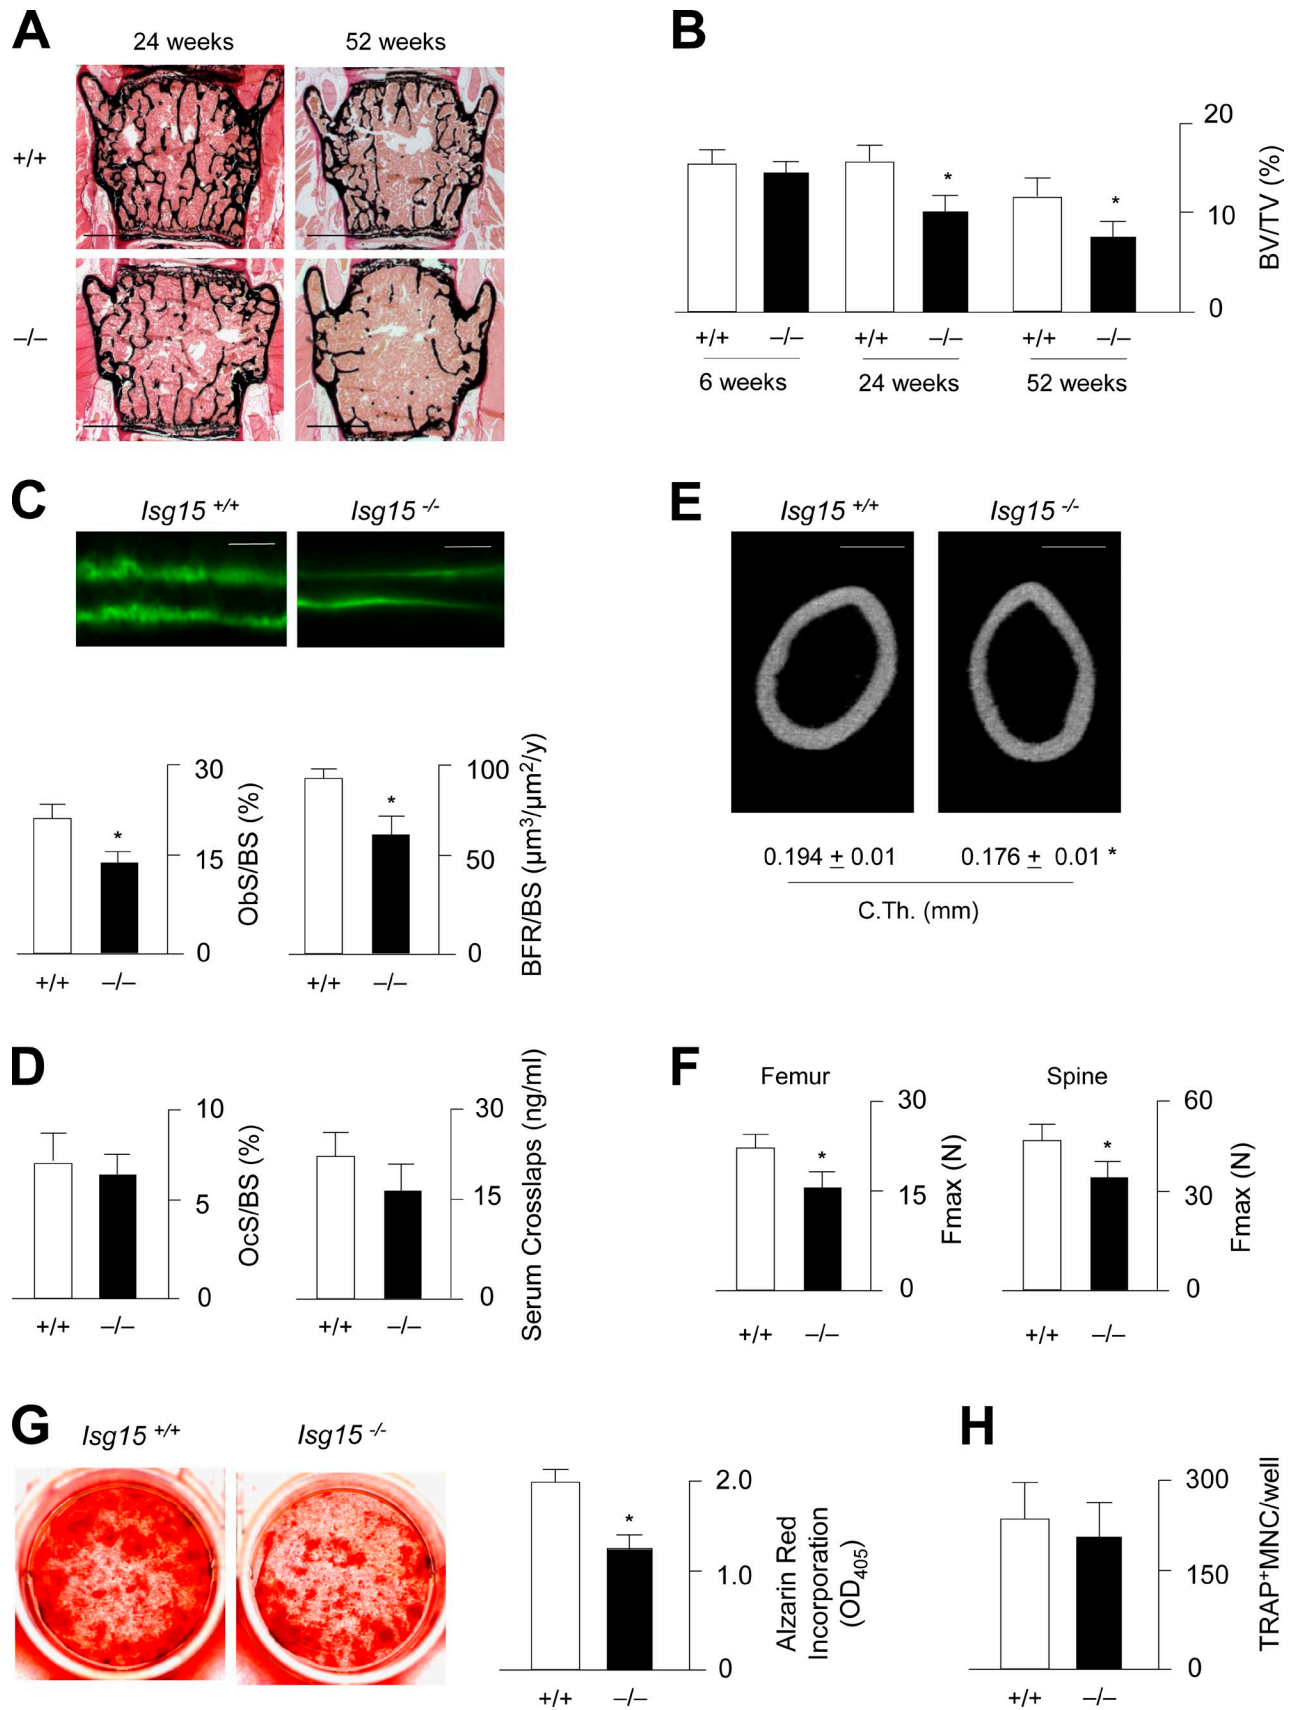 A
24 weeks
52 weeks
+/+
–/–
B
20
10
0
BV/TV (%)
+/+
–/–
+/+
*
–/–
+/+
*
–/–
6 weeks
24 weeks
52 weeks
C
Isg15 +/+
Isg15 -/-
30
15
0
ObS/BS (%)
*
+/+
–/–
100
50
0
BFR/BS (µm3/µm2/y)
*
+/+
–/–
E
Isg15 +/+
Isg15 -/-
0.194 ± 0.01
0.176 ± 0.01 *
C.Th. (mm)
D
10
5
0
OcS/BS (%)
+/+
–/–
30
15
0
Serum Crosslaps (ng/ml)
+/+
–/–
F
Femur
30
15
0
Fmax (N)
*
+/+
–/–
Spine
60
30
0
Fmax (N)
*
+/+
–/–
G
Isg15 +/+
Isg15 -/-
2.0
1.0
0
Alzarin Red
Incorporation
(OD405)
*
+/+
–/–
H
300
150
0
TRAP+MNC/well
+/+
–/–